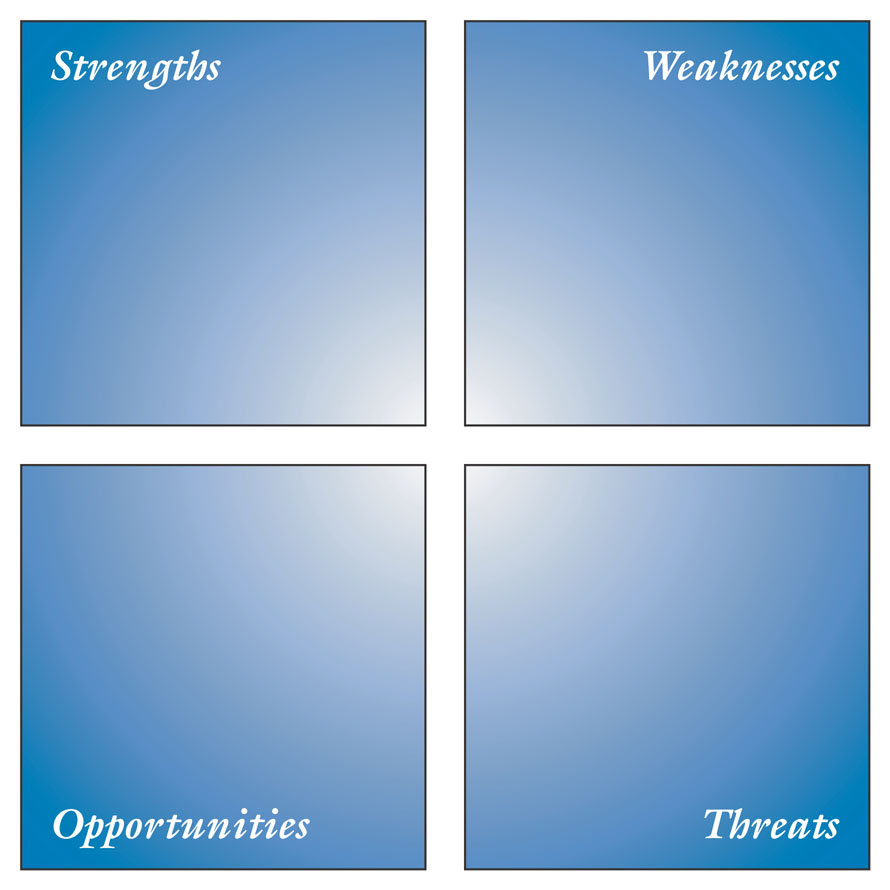 Strengths
Weaknesses
Opportunities
Threats